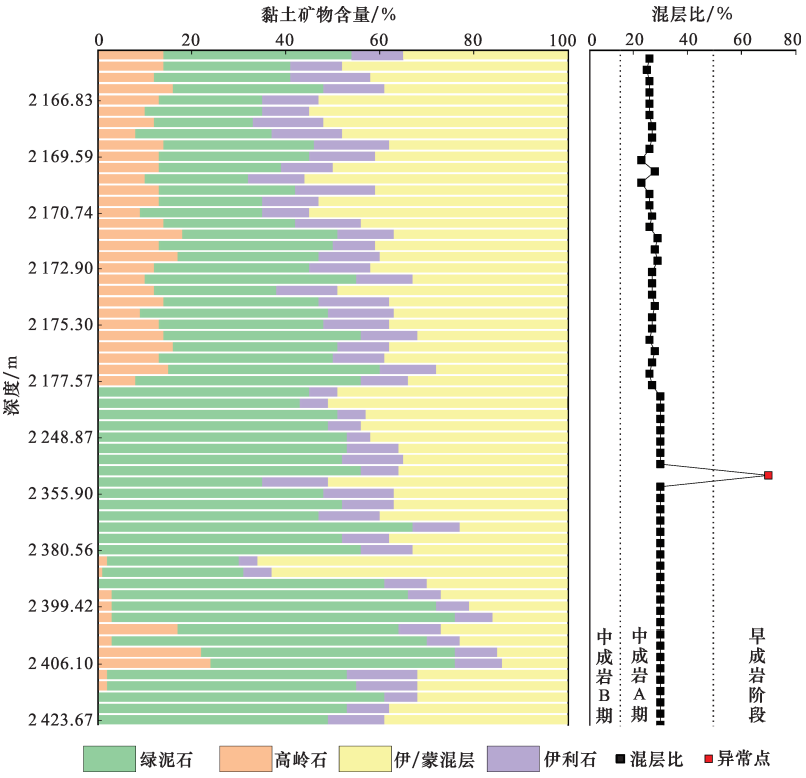 黏土矿物含量/%
混层比/%
0 20 40 60 80 100
0 20 40 60 80
2 166.83
2 169.59
2 170.74
2 172.90
2 175.30
2 177.57
2 248.87
2 355.90
2 380.56
2 399.42
2 406.10
2 423.67
深度/m
中成岩B期
中成岩A期
早成岩阶段
绿泥石 高岭石 伊/蒙混层 伊利石 混层比 异常点